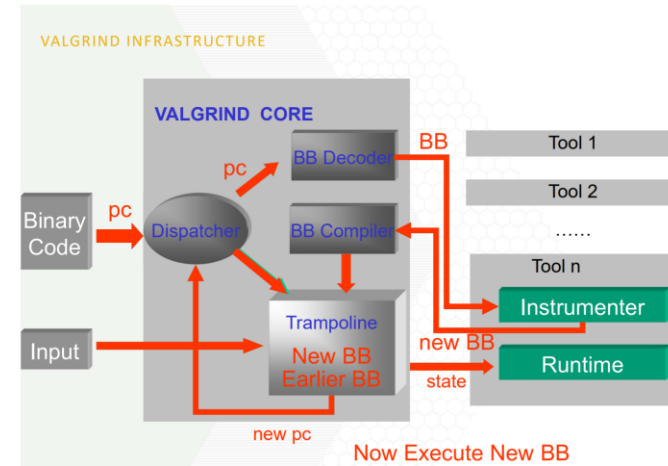 VALGRIND INFRASTRUCTURE
VALGRIND CORE
BB
Tool 1
BB Decoder
pc
Tool 2
pc
Binary
Code
Dispatcher
BB Compiler
……
Tool n
Instrumenter
Trampoline
new BB
Input
New BB
Earlier BB
Runtime
state
new pc
Now Execute New BB